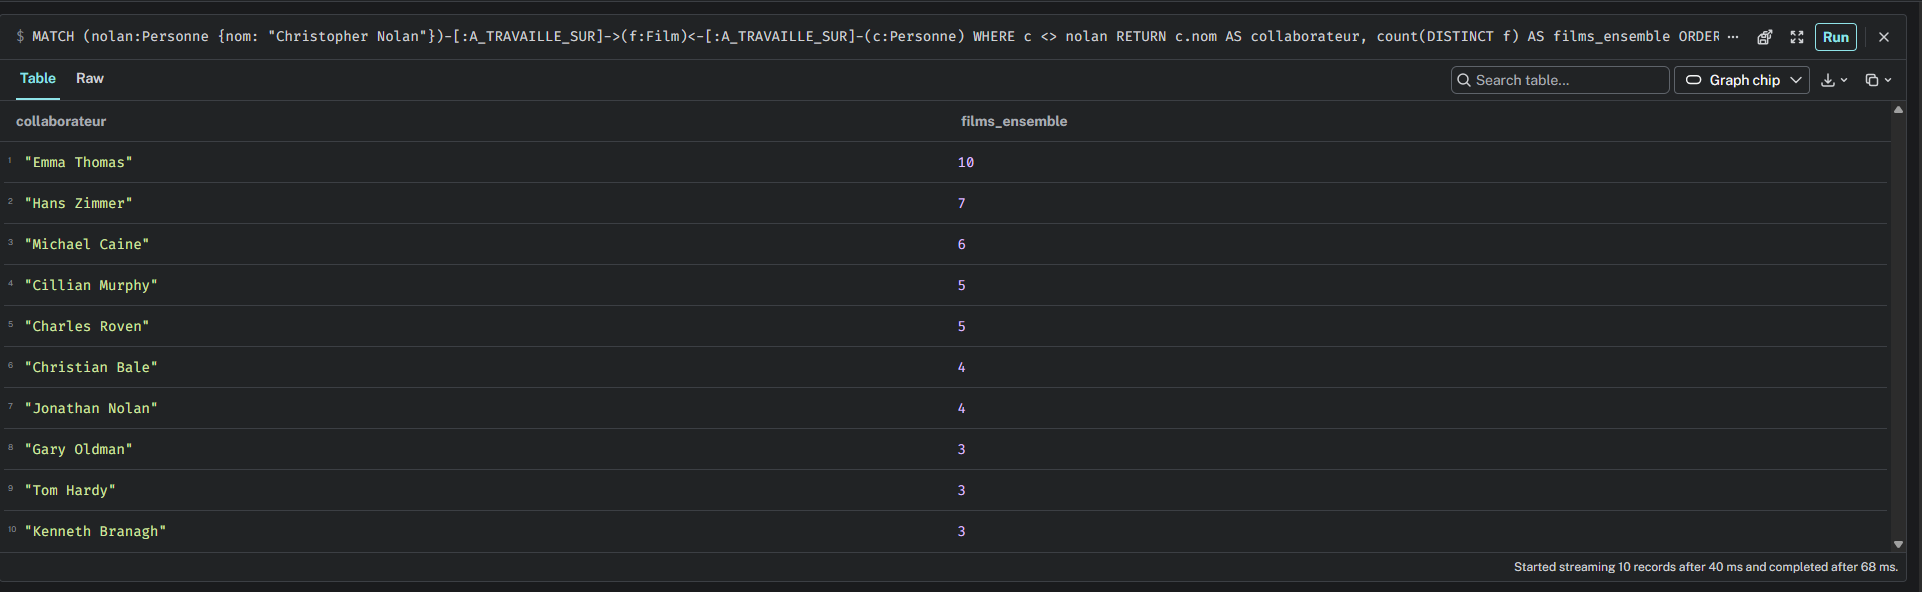 $ MATCH (nolan:Personne {nom: "Christopher Nolan"})-[:A_TRAVAILLE_SUR]->(f:Film)<-[:A_TRAVAILLE_SUR]-(c:Personne) WHERE c <> nolan RETURN c.nom AS collaborateur, count(DISTINCT f) AS films_ensemble ORDER ··· Run
Table Raw Search table... Graph chip
collaborateur films_ensemble
1 "Emma Thomas" 10
2 "Hans Zimmer" 7
3 "Michael Caine" 6
4 "Cillian Murphy" 5
5 "Charles Roven" 5
6 "Christian Bale" 4
7 "Jonathan Nolan" 4
8 "Gary Oldman" 3
9 "Tom Hardy" 3
10 "Kenneth Branagh" 3
Started streaming 10 records after 40 ms and completed after 68 ms.